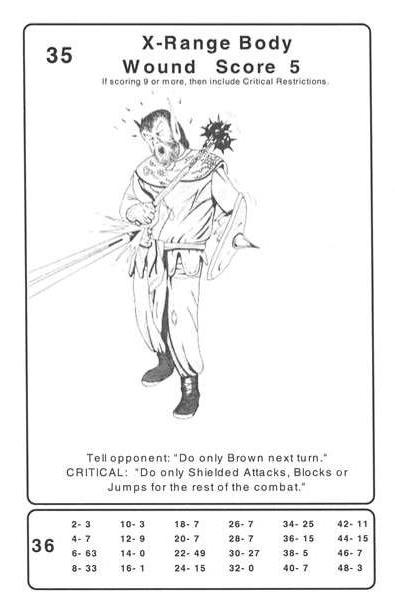 35
X-Range Body
Wound Score 5
If scoring 9 or more, then include Critical Restrictions.
Tell opponent: "Do only Brown next turn."
CRITICAL: "Do only Shielded Attacks, Blocks or
Jumps for the rest of the combat."
36
2- 3 10- 3 18- 7 26- 7 34- 25 42- 11
4- 7 12- 9 20- 7 28- 7 36- 15 44- 15
6- 63 14- 0 22- 49 30- 27 38- 5 46- 7
8- 33 16- 1 24- 15 32- 0 40- 7 48- 3